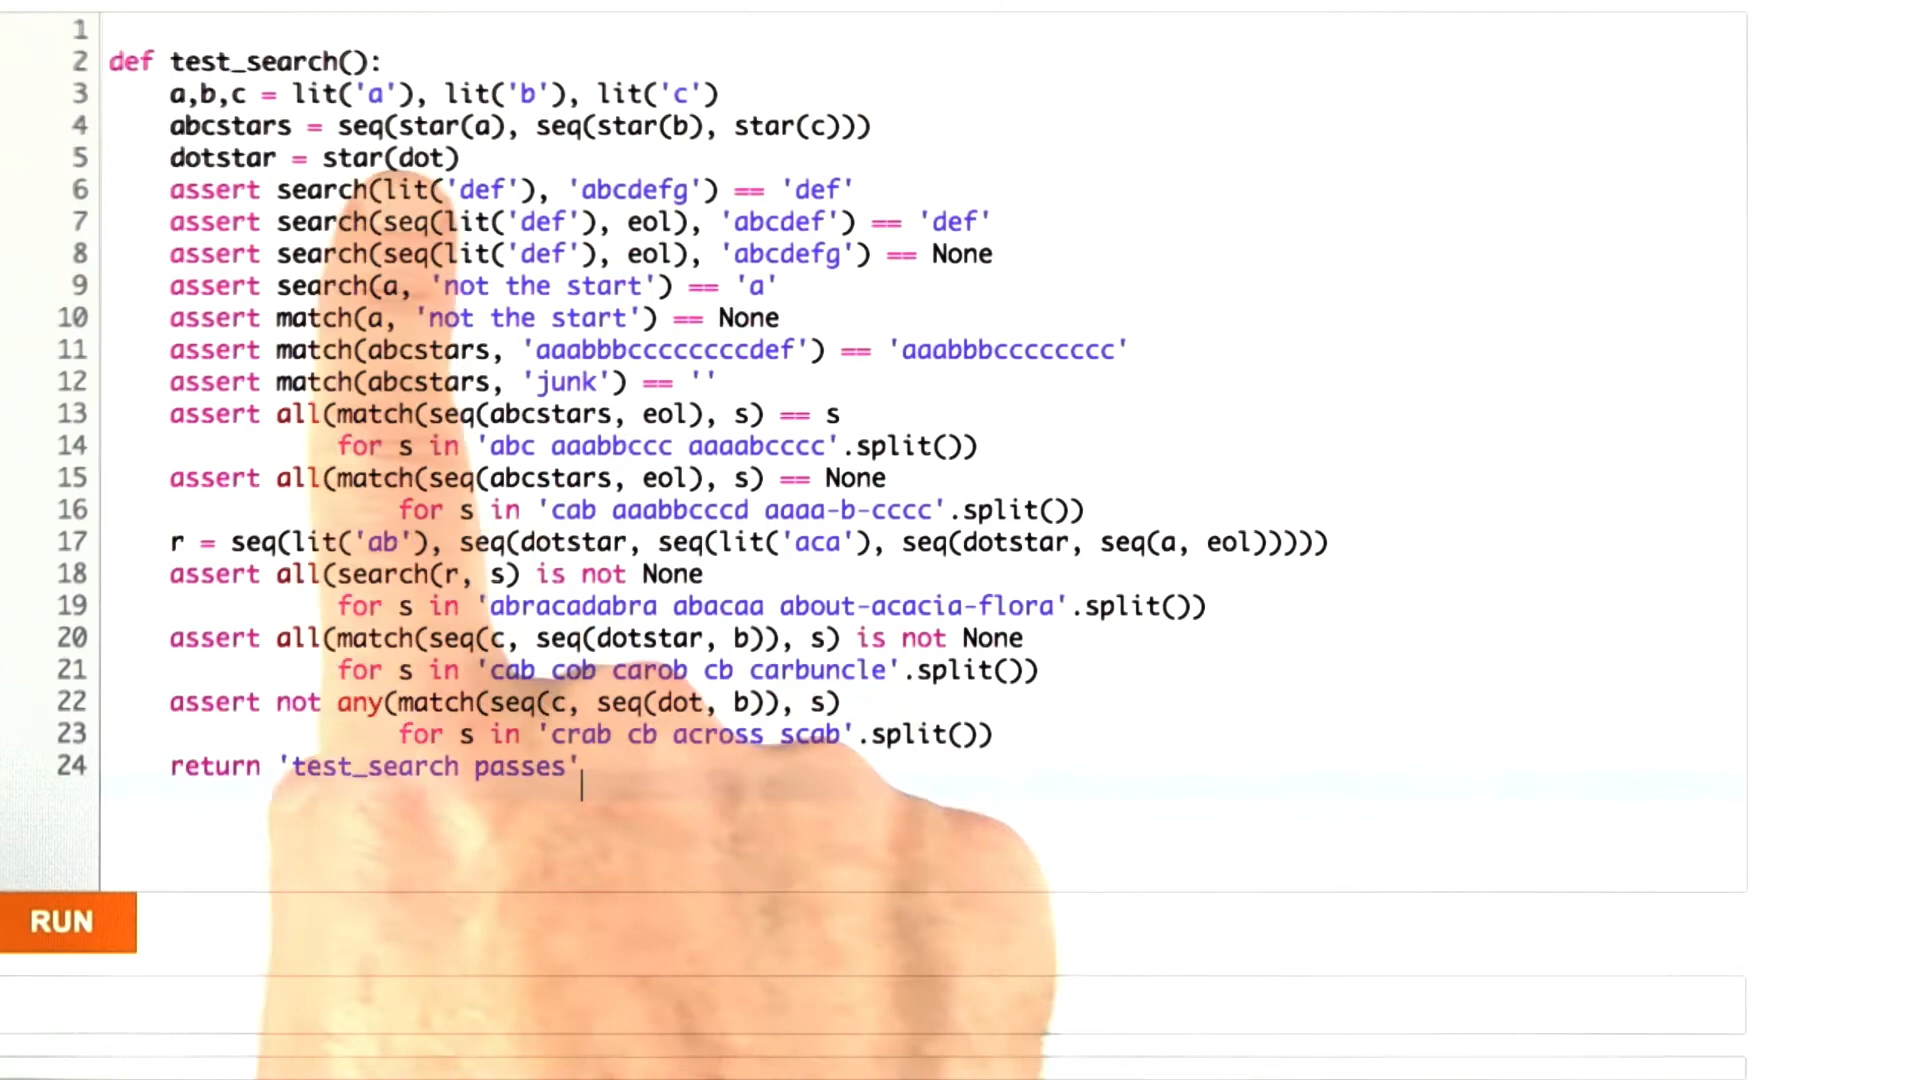 1
2 def test_search():
3 a,b,c = lit('a'), lit('b'), lit('c')
4 abcstars = seq(star(a), seq(star(b), star(c)))
5 dotstar = star(dot)
6 assert search(lit('def'), 'abcdefg') == 'def'
7 assert search(seq(lit('def'), eol), 'abcdef') == 'def'
8 assert search(seq(lit('def'), eol), 'abcdefg') == None
9 assert search(a, 'not the start') == 'a'
10 assert match(a, 'not the start') == None
11 assert match(abcstars, 'aaabbbccccccccdef') == 'aaabbbcccccccc'
12 assert match(abcstars, 'junk') == ''
13 assert all(match(seq(abcstars, eol), s) == s
14 for s in 'abc aaabbccc aaaabcccc'.split())
15 assert all(match(seq(abcstars, eol), s) == None
16 for s in 'cab aaabbcccd aaaa-b-cccc'.split())
17 r = seq(lit('ab'), seq(dotstar, seq(lit('aca'), seq(dotstar, seq(a, eol)))))
18 assert all(search(r, s) is not None
19 for s in 'abracadabra abacaa about-acacia-flora'.split())
20 assert all(match(seq(c, seq(dotstar, b)), s) is not None
21 for s in 'cab cob carob cb carbuncle'.split())
22 assert not any(match(seq(c, seq(dot, b)), s)
23 for s in 'crab cb across scab'.split())
24 return 'test_search passes'
RUN